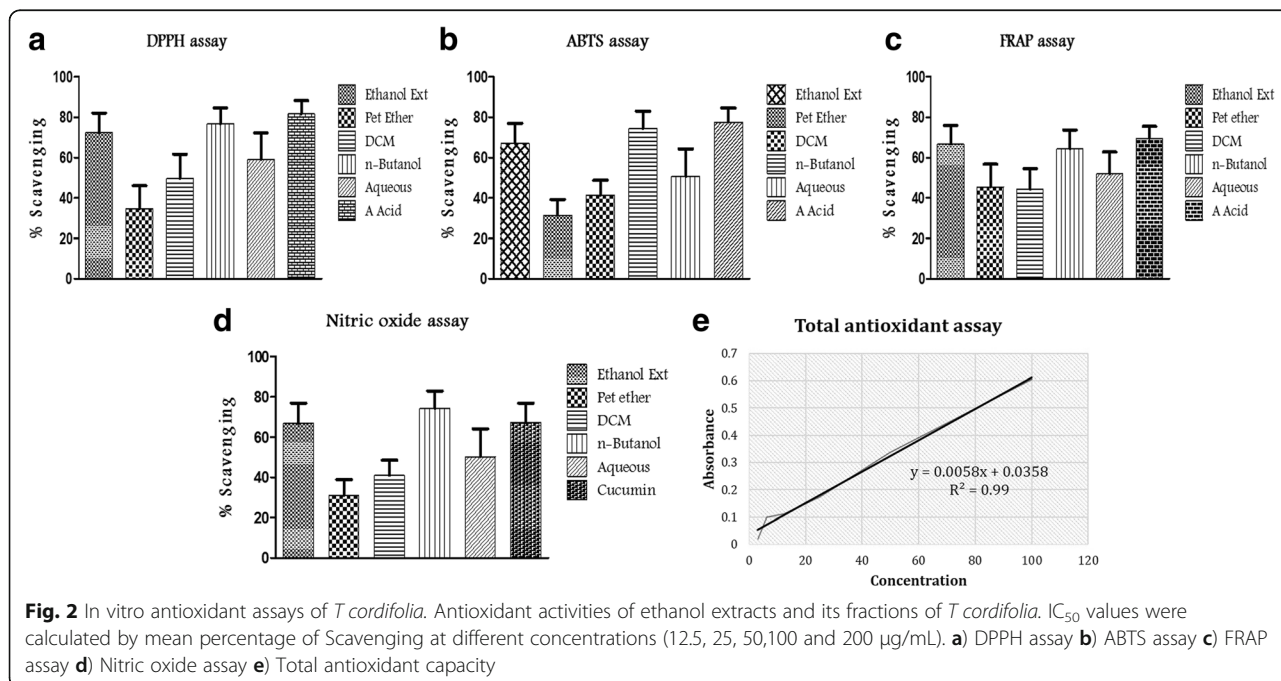 a
DPPH assay
% Scavenging
100
80
60
40
20
0
Ethanol Ext
Pet Ether
DCM
n-Butanol
Aqueous
A Acid
b
ABTS assay
% Scavenging
100
80
60
40
20
0
Ethanol Ext
Pet Ether
DCM
n-Butanol
Aqueous
A Acid
c
FRAP assay
% Scavenging
100
80
60
40
20
0
Ethanol Ext
Pet ether
DCM
n-Butanol
Aqueous
A Acid
d
Nitric oxide assay
% Scavenging
100
80
60
40
20
0
Ethanol Ext
Pet ether
DCM
n-Butanol
Aqueous
Cucumin
e
Total antioxidant assay
Absorbance
0.7
0.6
0.5
0.4
0.3
0.2
0.1
0
y = 0.0058x + 0.0358
R² = 0.99
0 20 40 60 80 100 120
Concentration
Fig. 2 In vitro antioxidant assays of T cordifolia. Antioxidant activities of ethanol extracts and its fractions of T cordifolia. IC50 values were
calculated by mean percentage of Scavenging at different concentrations (12.5, 25, 50,100 and 200 μg/mL). a) DPPH assay b) ABTS assay c) FRAP
assay d) Nitric oxide assay e) Total antioxidant capacity